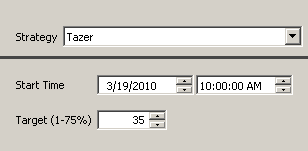 Strategy Tazer
Start Time 3/19/2010 10:00:00 AM
Target (1-75%) 35